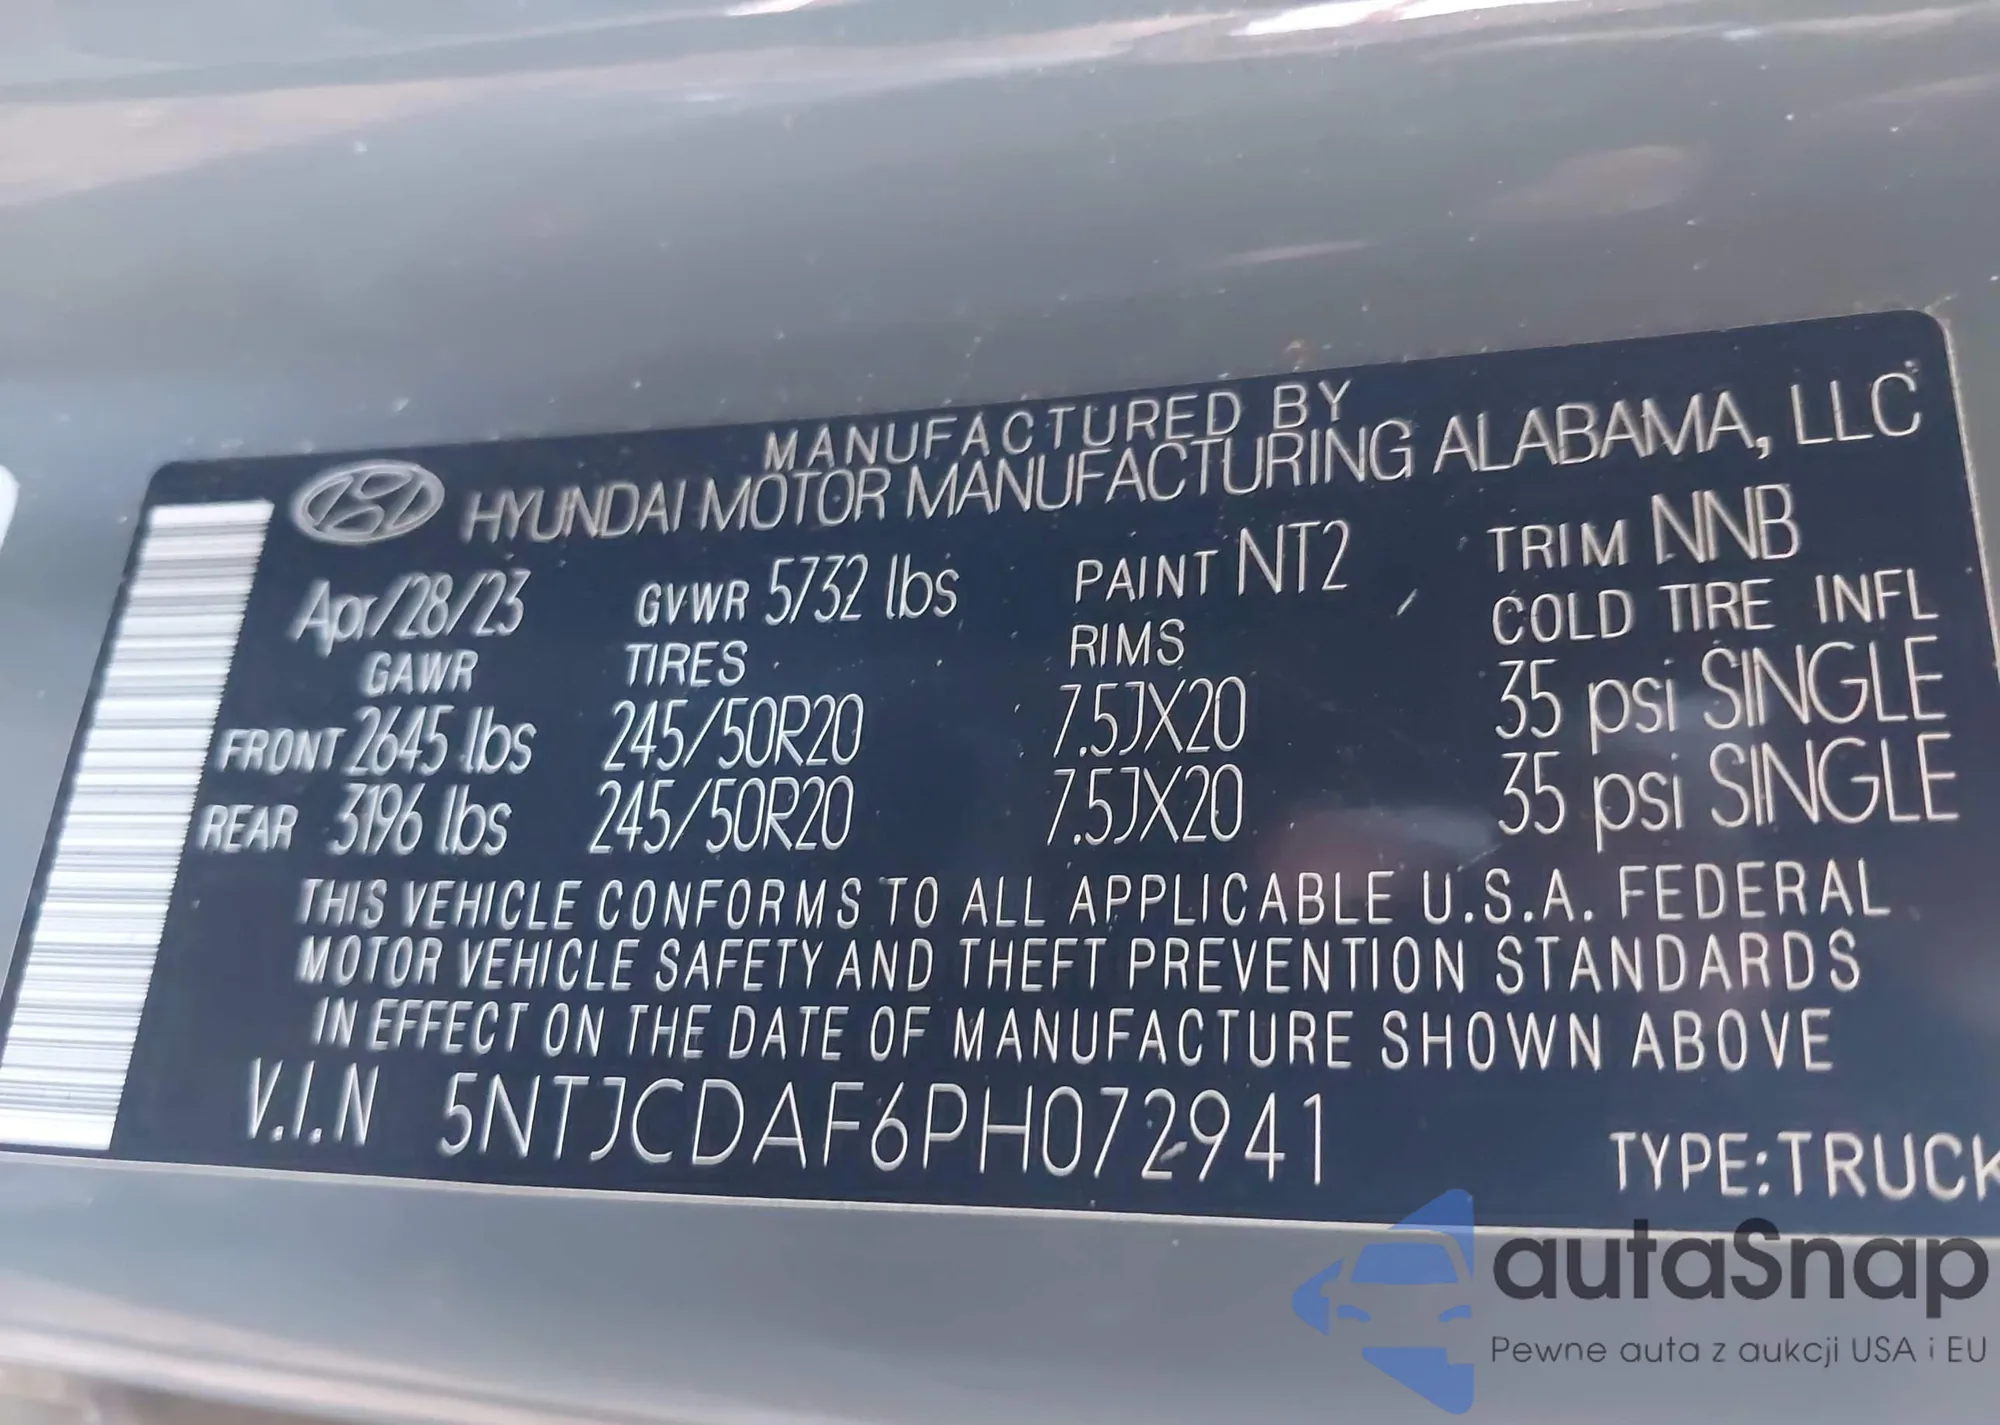 MANUFACTURED BY
HYUNDAI MOTOR MANUFACTURING ALABAMA, LLC
Apr/28/23 GVWR 5732 lbs PAINT NT2 TRIM NNB
GAWR TIRES RIMS COLD TIRE INFL
FRONT 2645 lbs 245/50R20 7.5JX20 35 psi SINGLE
REAR 3196 lbs 245/50R20 7.5JX20 35 psi SINGLE
THIS VEHICLE CONFORMS TO ALL APPLICABLE U.S.A. FEDERAL
MOTOR VEHICLE SAFETY AND THEFT PREVENTION STANDARDS
IN EFFECT ON THE DATE OF MANUFACTURE SHOWN ABOVE
V.I.N 5NTJCDAF6PH072941
TYPE:TRUCK
autaSnap
Pewne auta z aukcji USA i EU